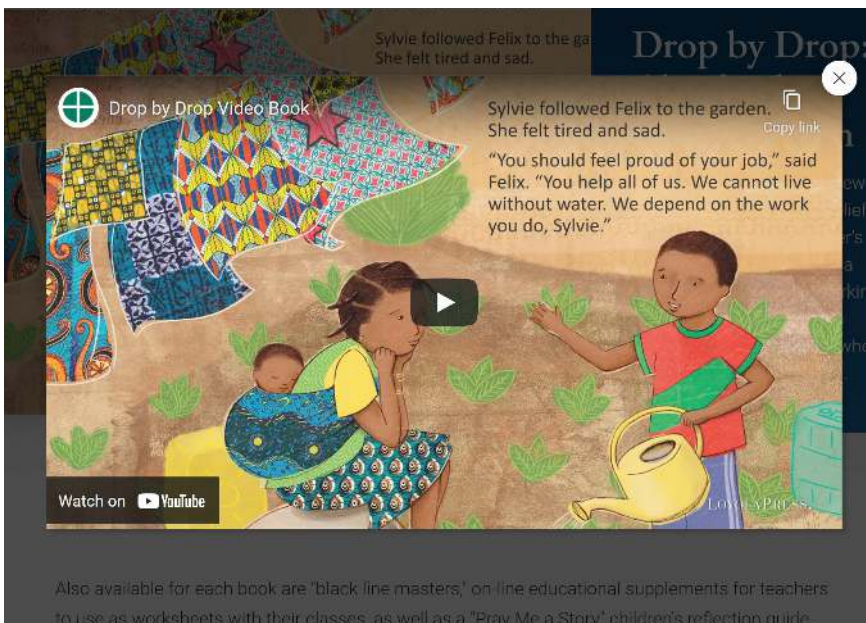 Sylvie followed Felix to the ga
She felt tired and sad.
Drop by Drop:
Drop by Drop Video Book
Copy link
Sylvie followed Felix to the garden.
She felt tired and sad.
“You should feel proud of your job,” said
Felix. “You help all of us. We cannot live
without water. We depend on the work
you do, Sylvie.”
Watch on YouTube
LOYOLAPRESS.
Also available for each book are "black line masters," on-line educational supplements for teachers
to use as worksheets with their classes, as well as a "Pray Me a Story" children's reflection guide